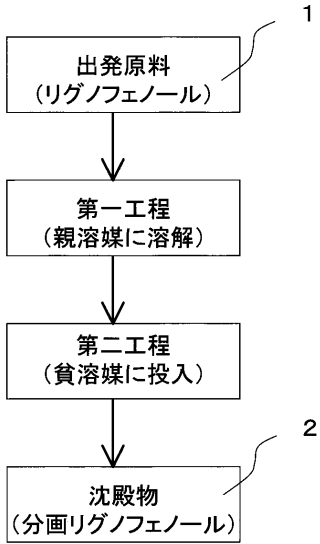 1
出発原料
(リグノフェノール)
第一工程
(親溶媒に溶解)
第二工程
(貧溶媒に投入)
2
沈殿物
(分画リグノフェノール)